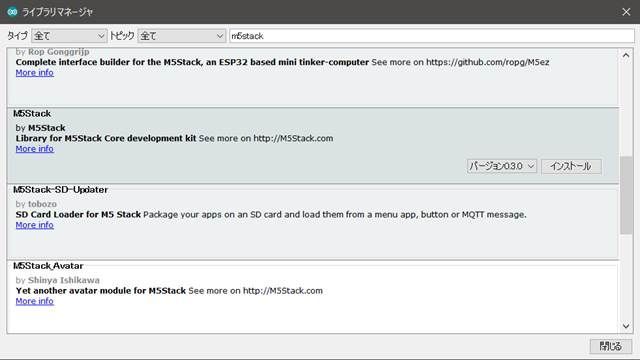 ライブラリマネージャ
タイプ 全て トピック 全て m5stack
by Rop Gonggrijp
Complete interface builder for the M5Stack, an ESP32 based mini tinker-computer See more on https://github.com/ropg/M5ez
More info
M5Stack
by M5Stack
Library for M5Stack Core development kit See more on http://M5Stack.com
More info
バージョン0.3.0 インストール
M5Stack-SD-Updater
by tobozo
SD Card Loader for M5 Stack Package your apps on an SD card and load them from a menu app, button or MQTT message.
More info
M5Stack_Avatar
by Shinya Ishikawa
Yet another avatar module for M5Stack See more on http://M5Stack.com
More info
閉じる